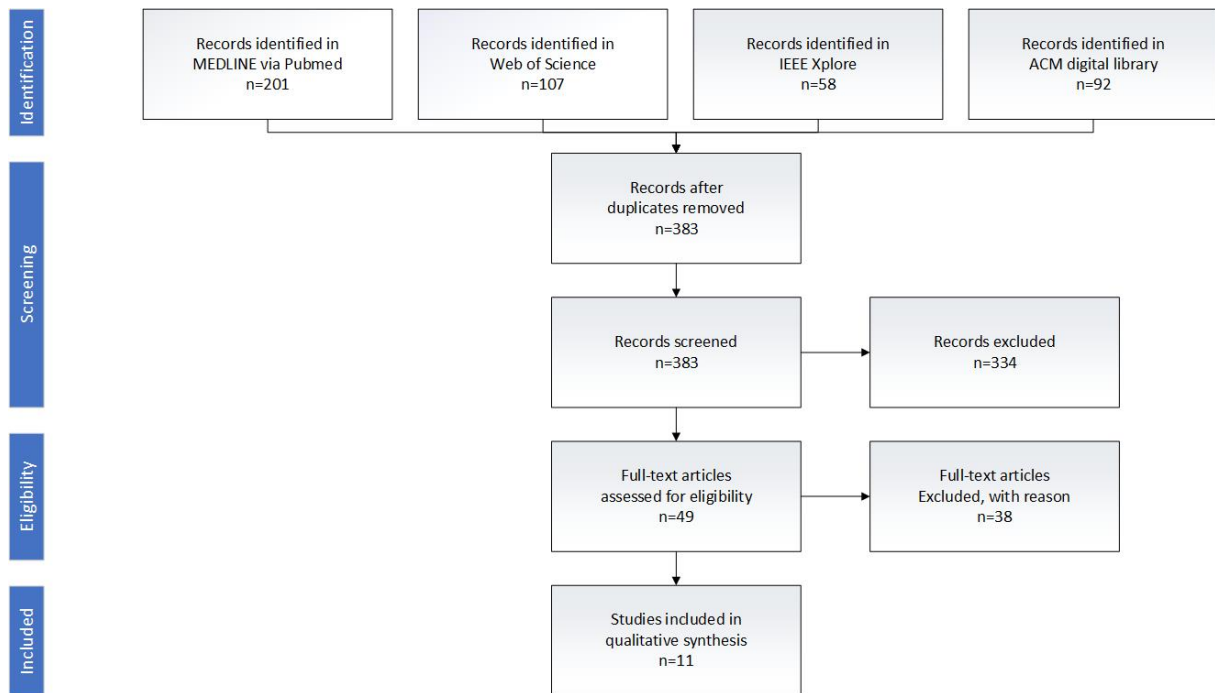 Identification
Records identified in
MEDLINE via Pubmed
n=201
Records identified in
Web of Science
n=107
Records identified in
IEEE Xplore
n=58
Records identified in
ACM digital library
n=92
Screening
Records after
duplicates removed
n=383
Records screened
n=383
Records excluded
n=334
Eligibility
Full-text articles
assessed for eligibility
n=49
Full-text articles
Excluded, with reason
n=38
Included
Studies included in
qualitative synthesis
n=11